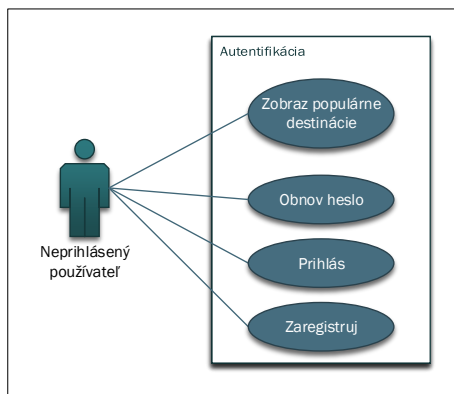 Autentifikácia
Zobraz populárne
destinácie
Obnov heslo
Prihlás
Zaregistruj
Neprihlásený
používateľ